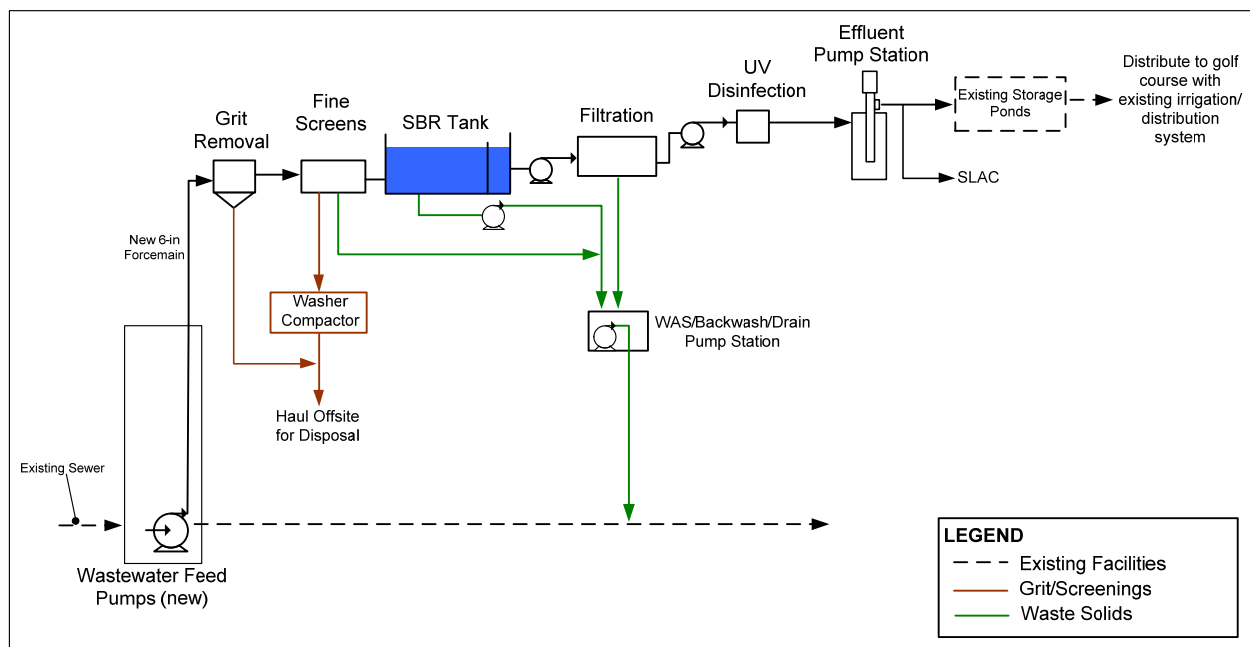 Effluent
Pump Station
UV
Disinfection
Distribute to golf
course with
existing irrigation/
distribution
system
Existing Storage
Ponds
SLAC
Filtration
SBR Tank
Fine
Screens
Grit
Removal
New 6-in
Forcemain
Washer
Compactor
WAS/Backwash/Drain
Pump Station
Haul Offsite
for Disposal
Existing Sewer
Wastewater Feed
Pumps (new)
LEGEND
Existing Facilities
Grit/Screenings
Waste Solids